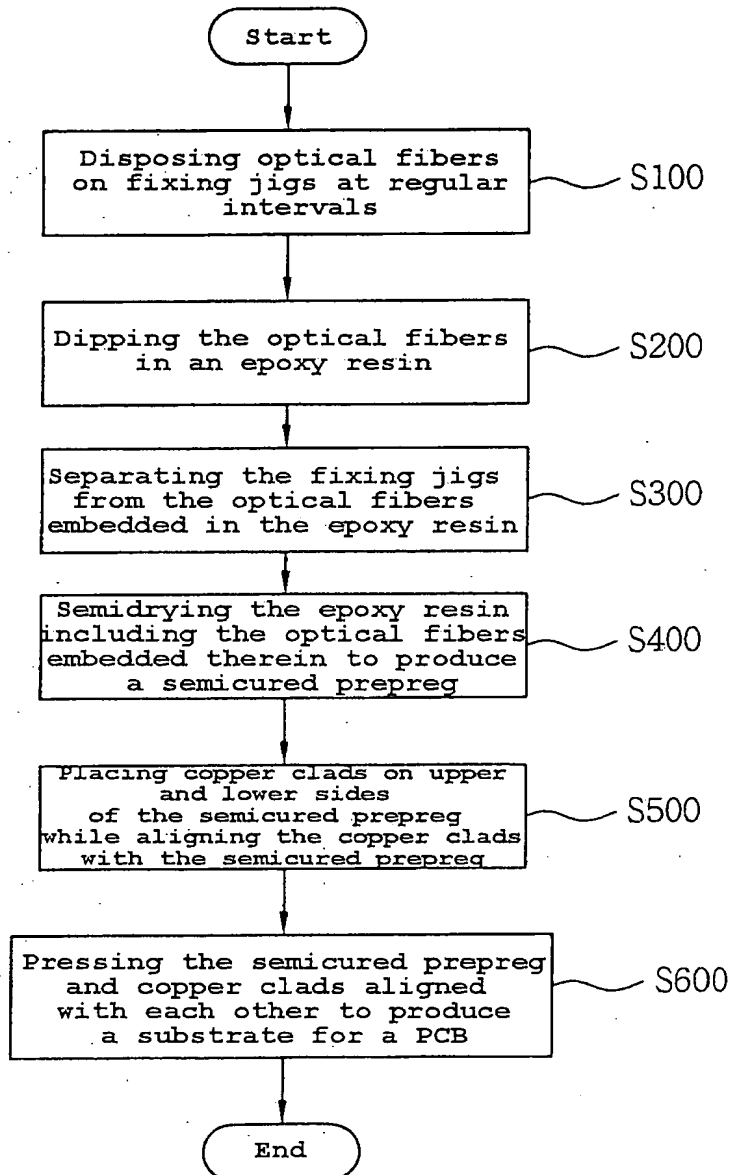 Start
Disposing optical fibers
on fixing jigs at regular
intervals
S100
Dipping the optical fibers
in an epoxy resin
S200
Separating the fixing jigs
from the optical fibers
embedded in the epoxy resin
S300
Semidrying the epoxy resin
including the optical fibers
embedded therein to produce
a semicured prepreg
S400
Placing copper clads on upper
and lower sides
of the semicured prepreg
while aligning the copper clads
with the semicured prepreg
S500
Pressing the semicured prepreg
and copper clads aligned
with each other to produce
a substrate for a PCB
S600
End